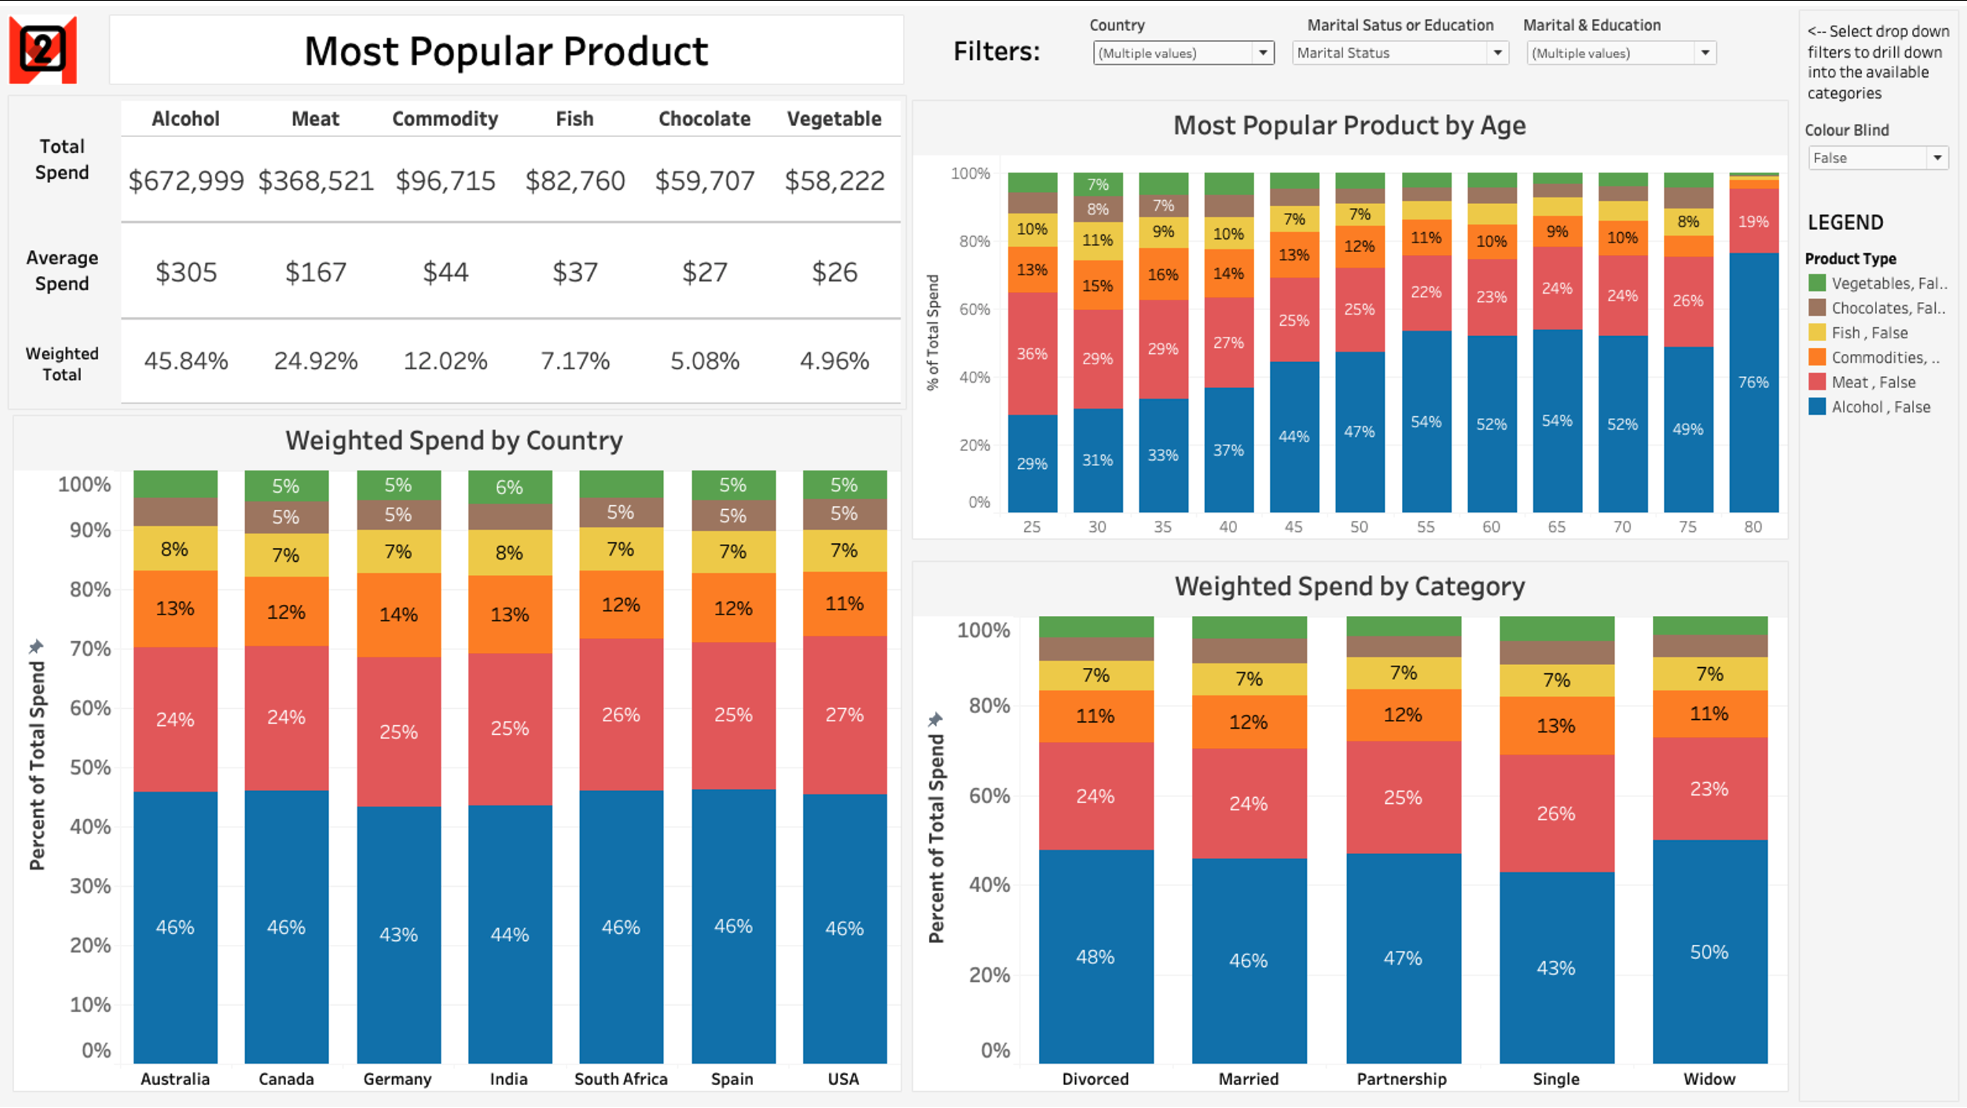 2
Most Popular Product
Filters:
Country
(Multiple values)
Marital Satus or Education
Marital Status
Marital & Education
(Multiple values)
<-- Select drop down
filters to drill down
into the available
categories
Colour Blind
False
LEGEND
Product Type
Vegetables, Fal..
Chocolates, Fal..
Fish , False
Commodities, ..
Meat , False
Alcohol , False
Alcohol Meat Commodity Fish Chocolate Vegetable
Total
Spend
$672,999 $368,521 $96,715 $82,760 $59,707 $58,222
Average
Spend
$305 $167 $44 $37 $27 $26
Weighted
Total
45.84% 24.92% 12.02% 7.17% 5.08% 4.96%
Most Popular Product by Age
% of Total Spend
100%
80%
60%
40%
20%
0%
10% 13% 36% 29%
7% 8% 11% 15% 29% 31%
7% 9% 16% 29% 33%
10% 14% 27% 37%
7% 13% 25% 44%
7% 12% 25% 47%
11% 22% 54%
10% 23% 52%
9% 24% 54%
10% 24% 52%
8% 26% 49%
19% 76%
25 30 35 40 45 50 55 60 65 70 75 80
Weighted Spend by Country
Percent of Total Spend
100%
90%
80%
70%
60%
50%
40%
30%
20%
10%
0%
8% 13% 24% 46%
5% 5% 7% 12% 24% 46%
5% 5% 7% 14% 25% 43%
6% 8% 13% 25% 44%
5% 7% 12% 26% 46%
5% 5% 7% 12% 25% 46%
5% 5% 7% 11% 27% 46%
Australia Canada Germany India South Africa Spain USA
Weighted Spend by Category
Percent of Total Spend
100%
80%
60%
40%
20%
0%
7% 11% 24% 48%
7% 12% 24% 46%
7% 12% 25% 47%
7% 13% 26% 43%
7% 11% 23% 50%
Divorced Married Partnership Single Widow